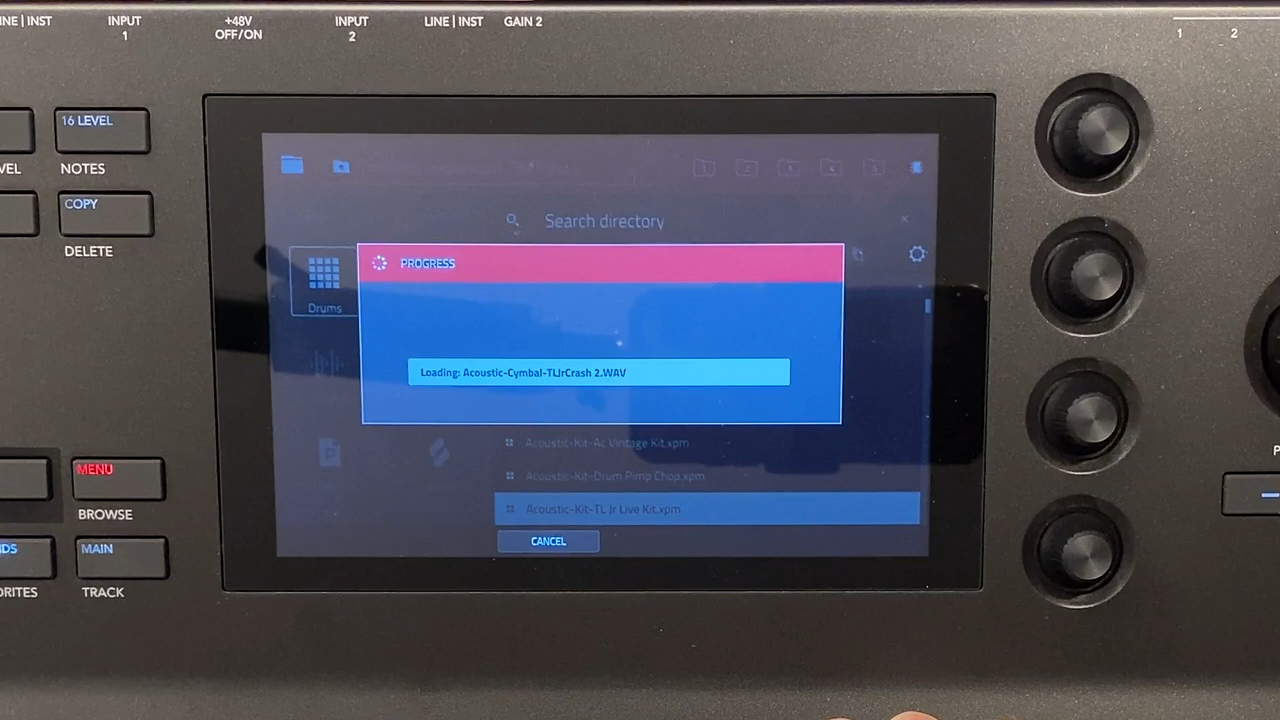 INE | INST
INPUT
1
+48V
OFF/ON
INPUT
2
LINE | INST
GAIN 2
1
2
16 LEVEL
VEL
NOTES
COPY
DELETE
Search directory
PROGRESS
Drums
Loading: Acoustic-Cymbal-TLJrCrash 2.WAV
Acoustic-Kit-Ac Vintage Kit.xpm
Acoustic-Kit-Drum Pimp Chop.xpm
Acoustic-Kit-TL Jr Live Kit.xpm
CANCEL
MENU
BROWSE
DS
MAIN
ORITES
TRACK
P